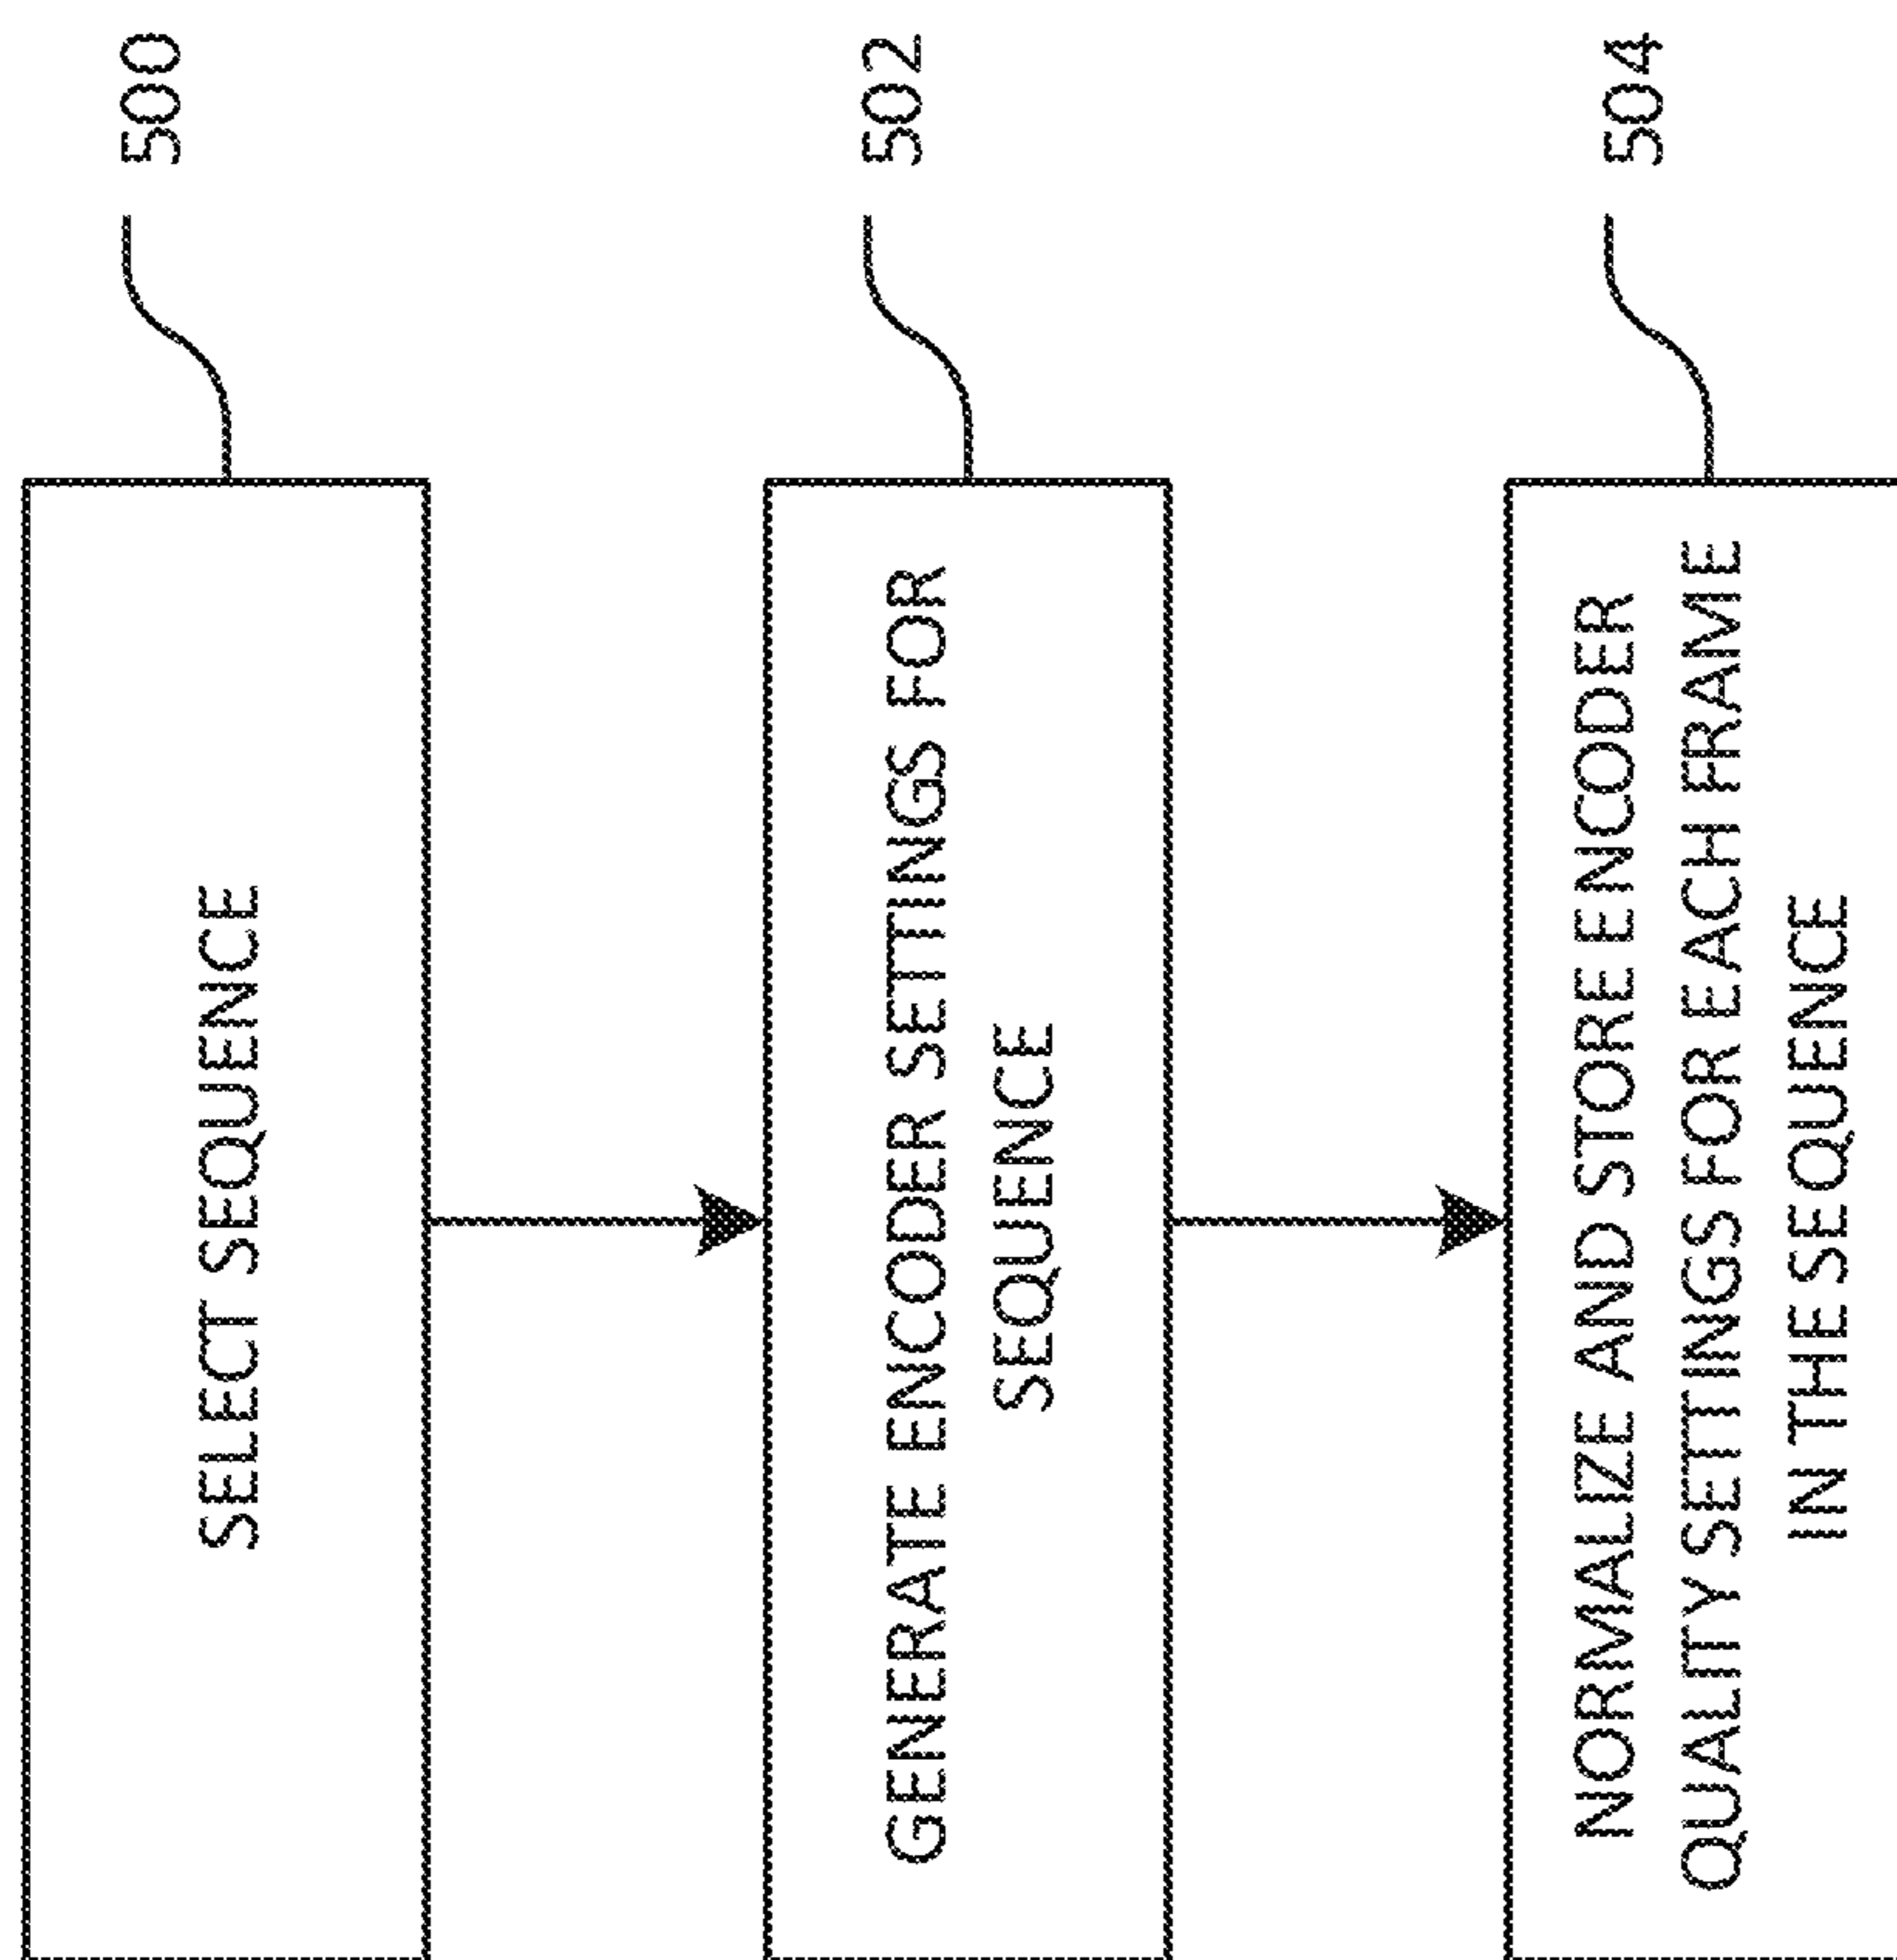 SELECT SEQUENCE
500
GENERATE ENCODER SETTINGS FOR
SEQUENCE
502
NORMALIZE AND STORE ENCODER
QUALITY SETTINGS FOR EACH FRAME
IN THE SEQUENCE
504